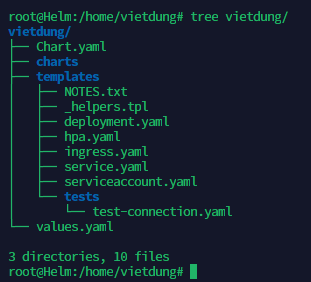 root@Helm:/home/vietdung# tree vietdung/
vietdung/
├── Chart.yaml
├── charts
├── templates
│   ├── NOTES.txt
│   ├── _helpers.tpl
│   ├── deployment.yaml
│   ├── hpa.yaml
│   ├── ingress.yaml
│   ├── service.yaml
│   ├── serviceaccount.yaml
│   └── tests
│       └── test-connection.yaml
└── values.yaml

3 directories, 10 files
root@Helm:/home/vietdung#